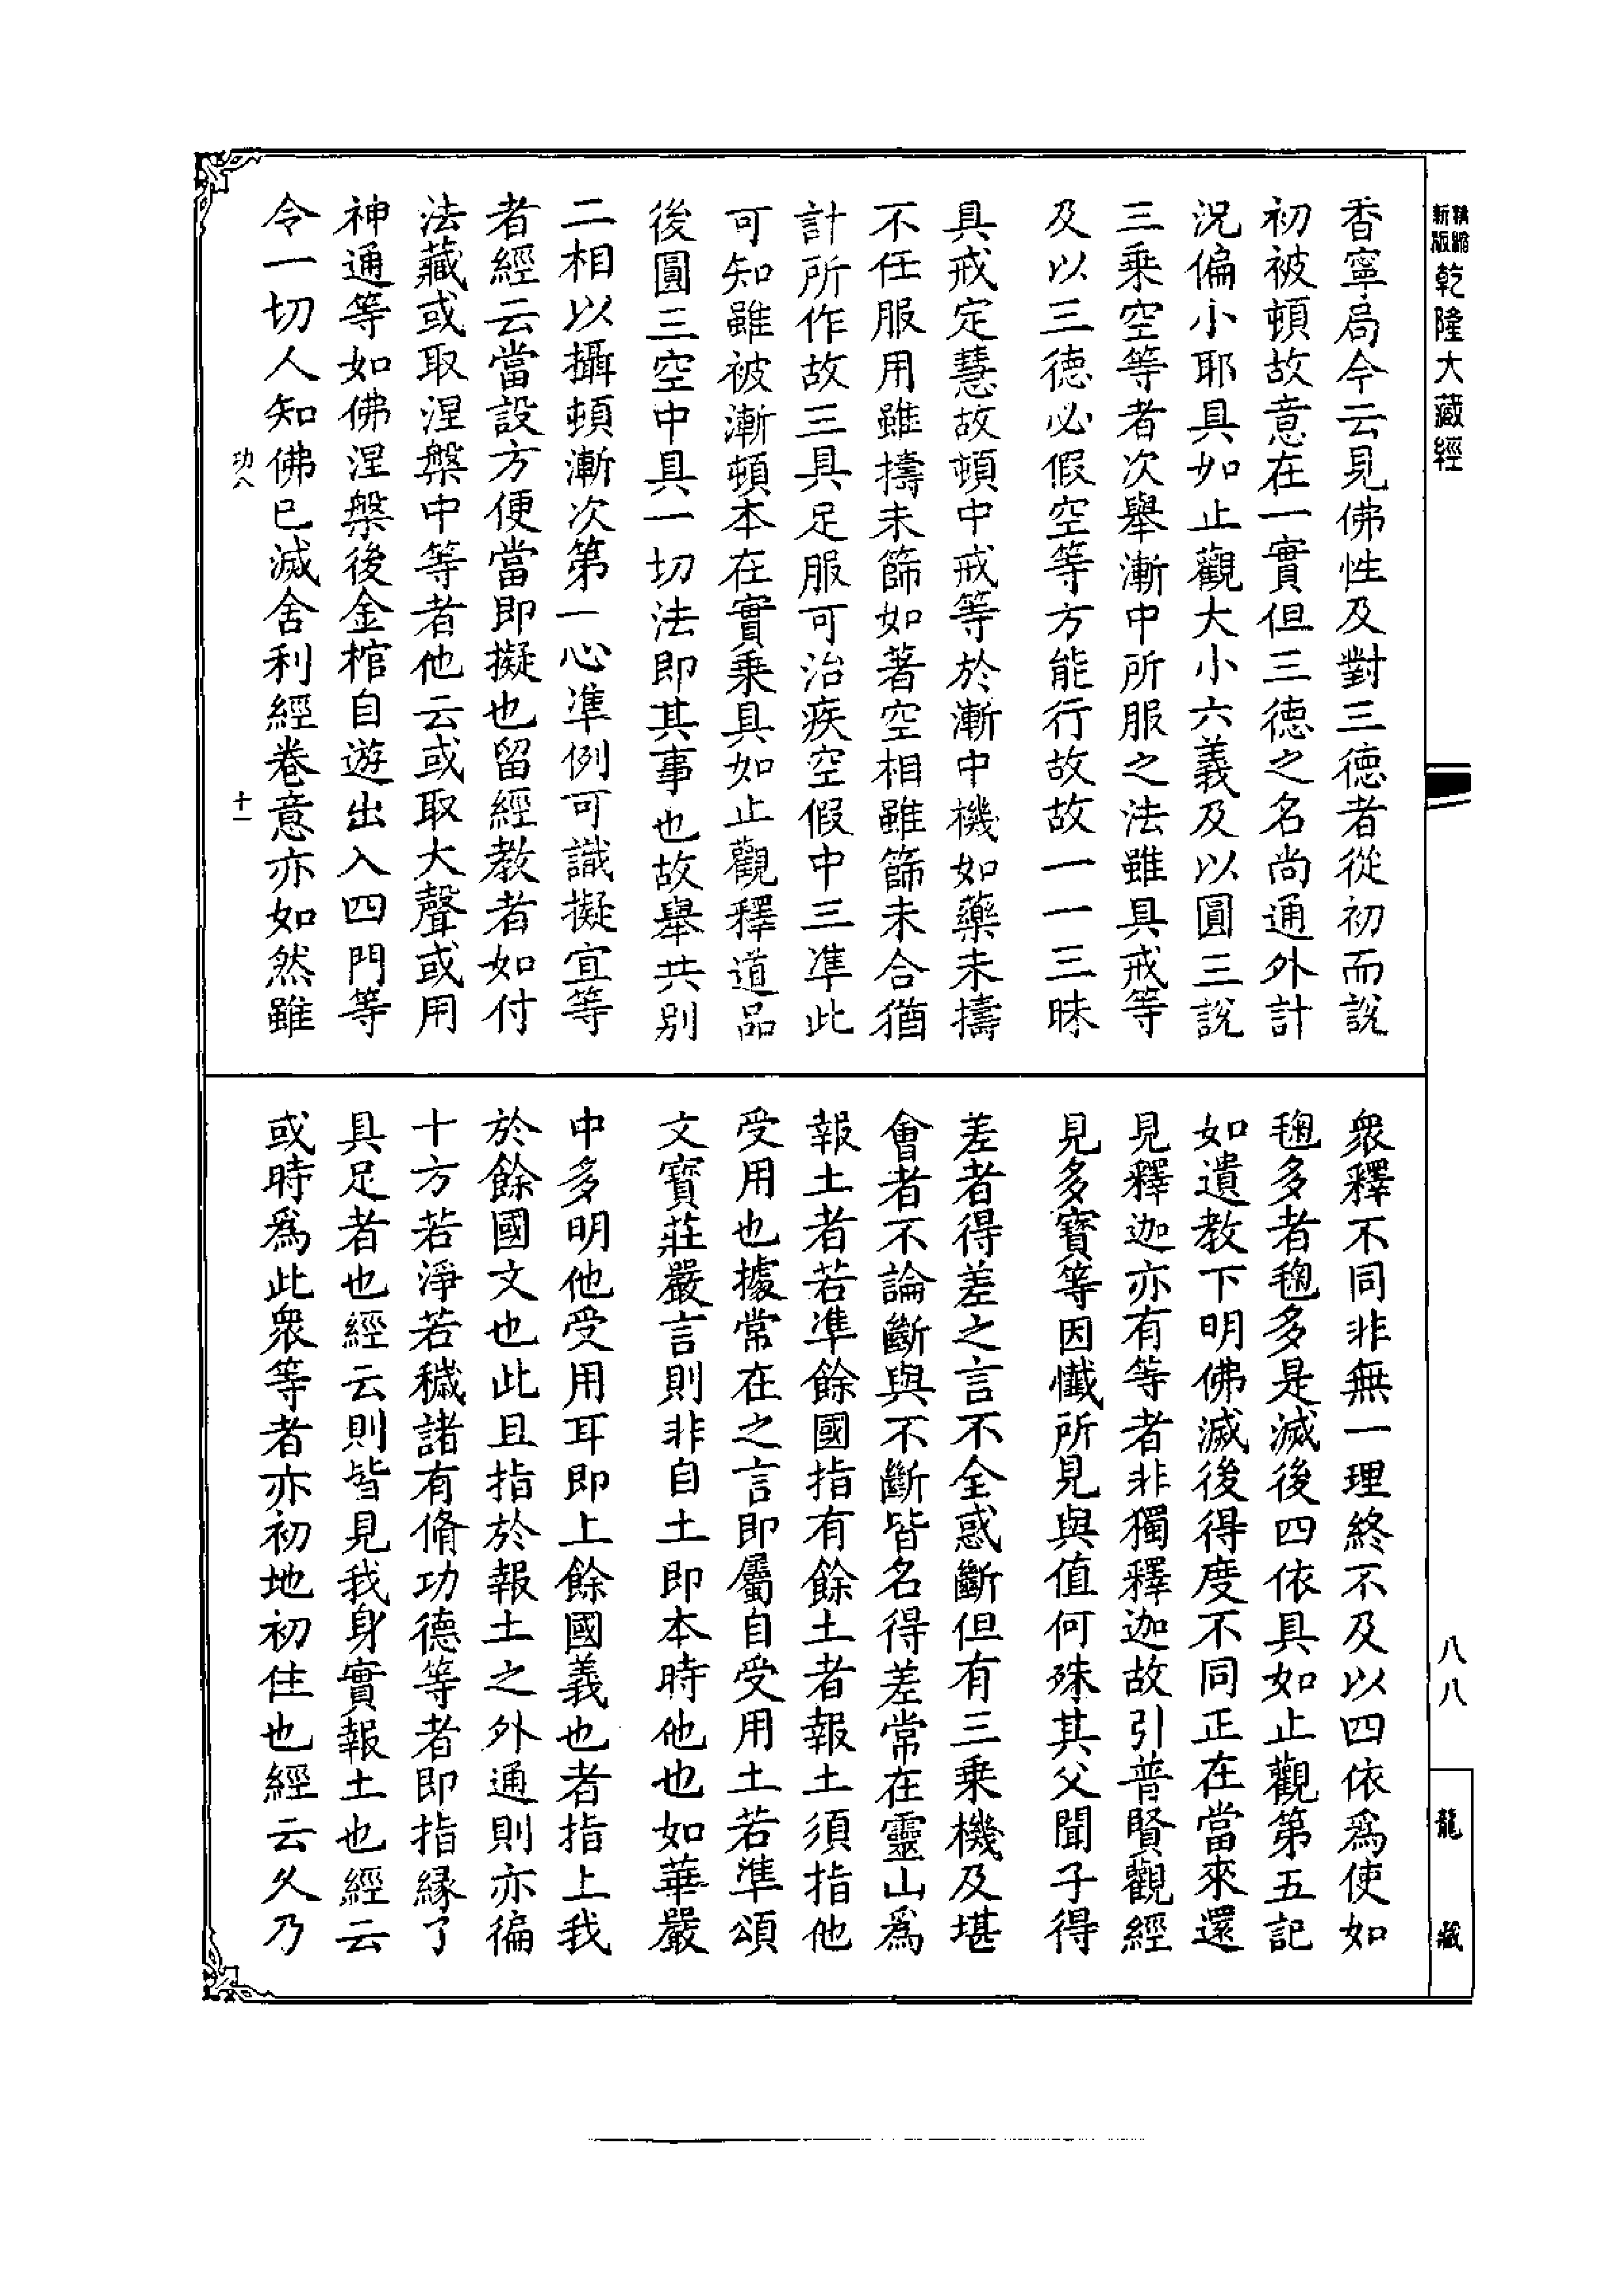 精縮新版乾隆大藏經
香寧局今云見佛性及對三德者從初而說
初被頓故意在一實但三德之名尚通外計
況偏小耶具如止觀大小六義及以圓三說
三乘空等者次舉漸中所服之法雖具戒等
及以三德必假空等方能行故故一一三昧
具戒定慧故頓中戒等於漸中機如藥未擣
不任服用雖擣未篩如著空相雖篩未合猶
計所作故三具足服可治疾空假中三準此
可知雖被漸頓本在實乘具如止觀釋道品
後圓三空中具一切法即其事也故舉共別
二相以攝頓漸次第一心準例可識擬宜等
者經云當設方便當即擬也留經教者如付
法藏或取涅槃中等者他云或取大聲或用
神通等如佛涅槃後金棺自遊出入四門等
令一切人知佛已滅舍利經卷意亦如然雖
功八
十一
衆釋不同非無一理終不及以四依爲使如
毱多者毱多是滅後四依具如止觀第五記
如遺教下明佛滅後得度不同正在當來還
見釋迦亦有等者非獨釋迦故引普賢觀經
見多寶等因懺所見與值何殊其父聞子得
差者得差之言不全惑斷但有三乘機及堪
會者不論斷與不斷皆名得差常在靈山爲
報土者若準餘國指有餘土者報土須指他
受用也據常在之言即屬自受用土若準頌
文寶莊嚴言則非自土即本時他也如華嚴
中多明他受用耳即上餘國義也者指上我
於餘國文也此且指於報土之外通則亦徧
十方若淨若穢諸有脩功德等者即指緣了
具足者也經云則皆見我身實報土也經云
或時爲此衆等者亦初地初住也經云久乃
八八
龍藏